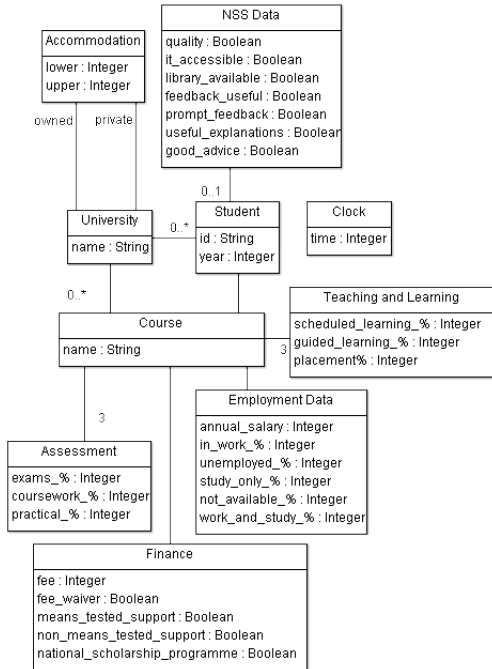 NSS Data
quality : Boolean
it_accessible : Boolean
library_available : Boolean
feedback_useful : Boolean
prompt_feedback : Boolean
useful_explanations : Boolean
good_advice : Boolean
Accommodation
lower : Integer
upper : Integer
owned
private
0..1
University
name : String
0..*
Student
id : String
year : Integer
Clock
time : Integer
0..*
Course
name : String
3
Teaching and Learning
scheduled_learning_% : Integer
guided_learning_% : Integer
placement% : Integer
3
Assessment
exams_% : Integer
coursework_% : Integer
practical_% : Integer
Employment Data
annual_salary : Integer
in_work_% : Integer
unemployed_% : Integer
study_only_% : Integer
not_available_% : Integer
work_and_study_% : Integer
Finance
fee : Integer
fee_waiver : Boolean
means_tested_support : Boolean
non_means_tested_support : Boolean
national_scholarship_programme : Boolean